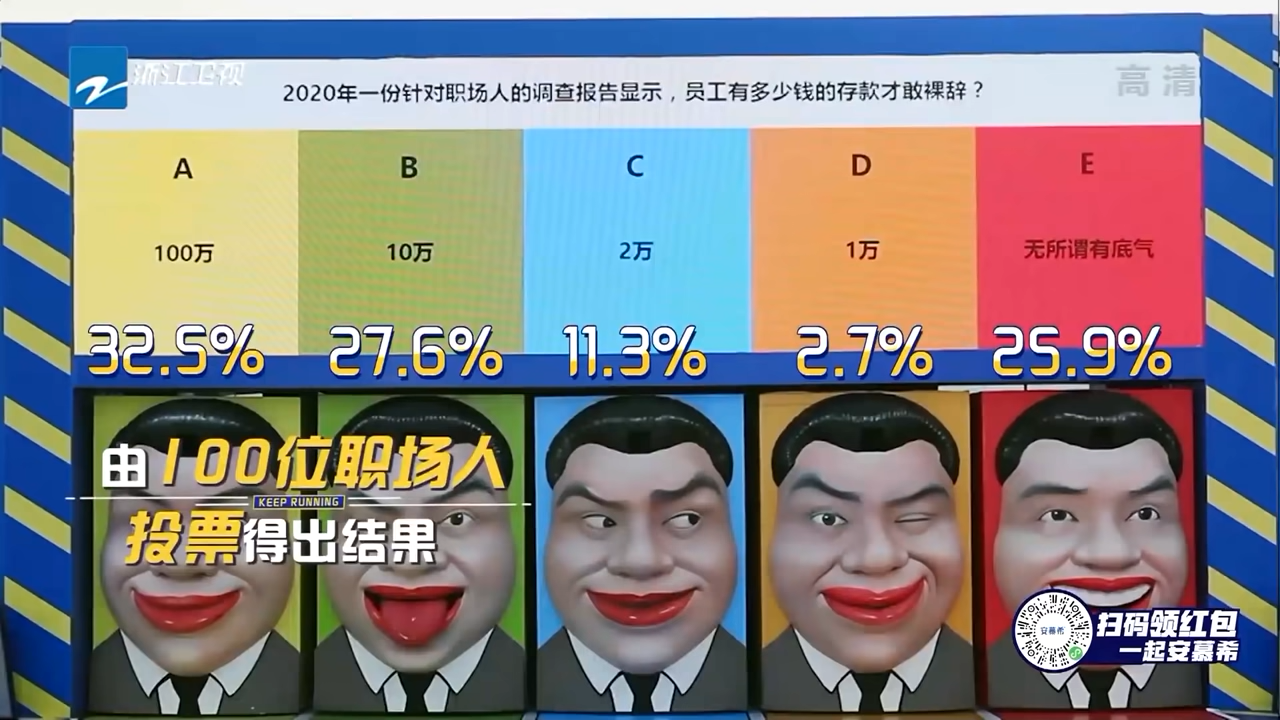 浙江卫视
高清
2020年一份针对职场人的调查报告显示，员工有多少钱的存款才敢裸辞？
A
B
C
D
E
100万
10万
2万
1万
无所谓有底气
32.5%
27.6%
11.3%
2.7%
25.9%
由100位职场人
KEEP RUNNING
投票得出结果
安慕希
扫码领红包
一起安慕希